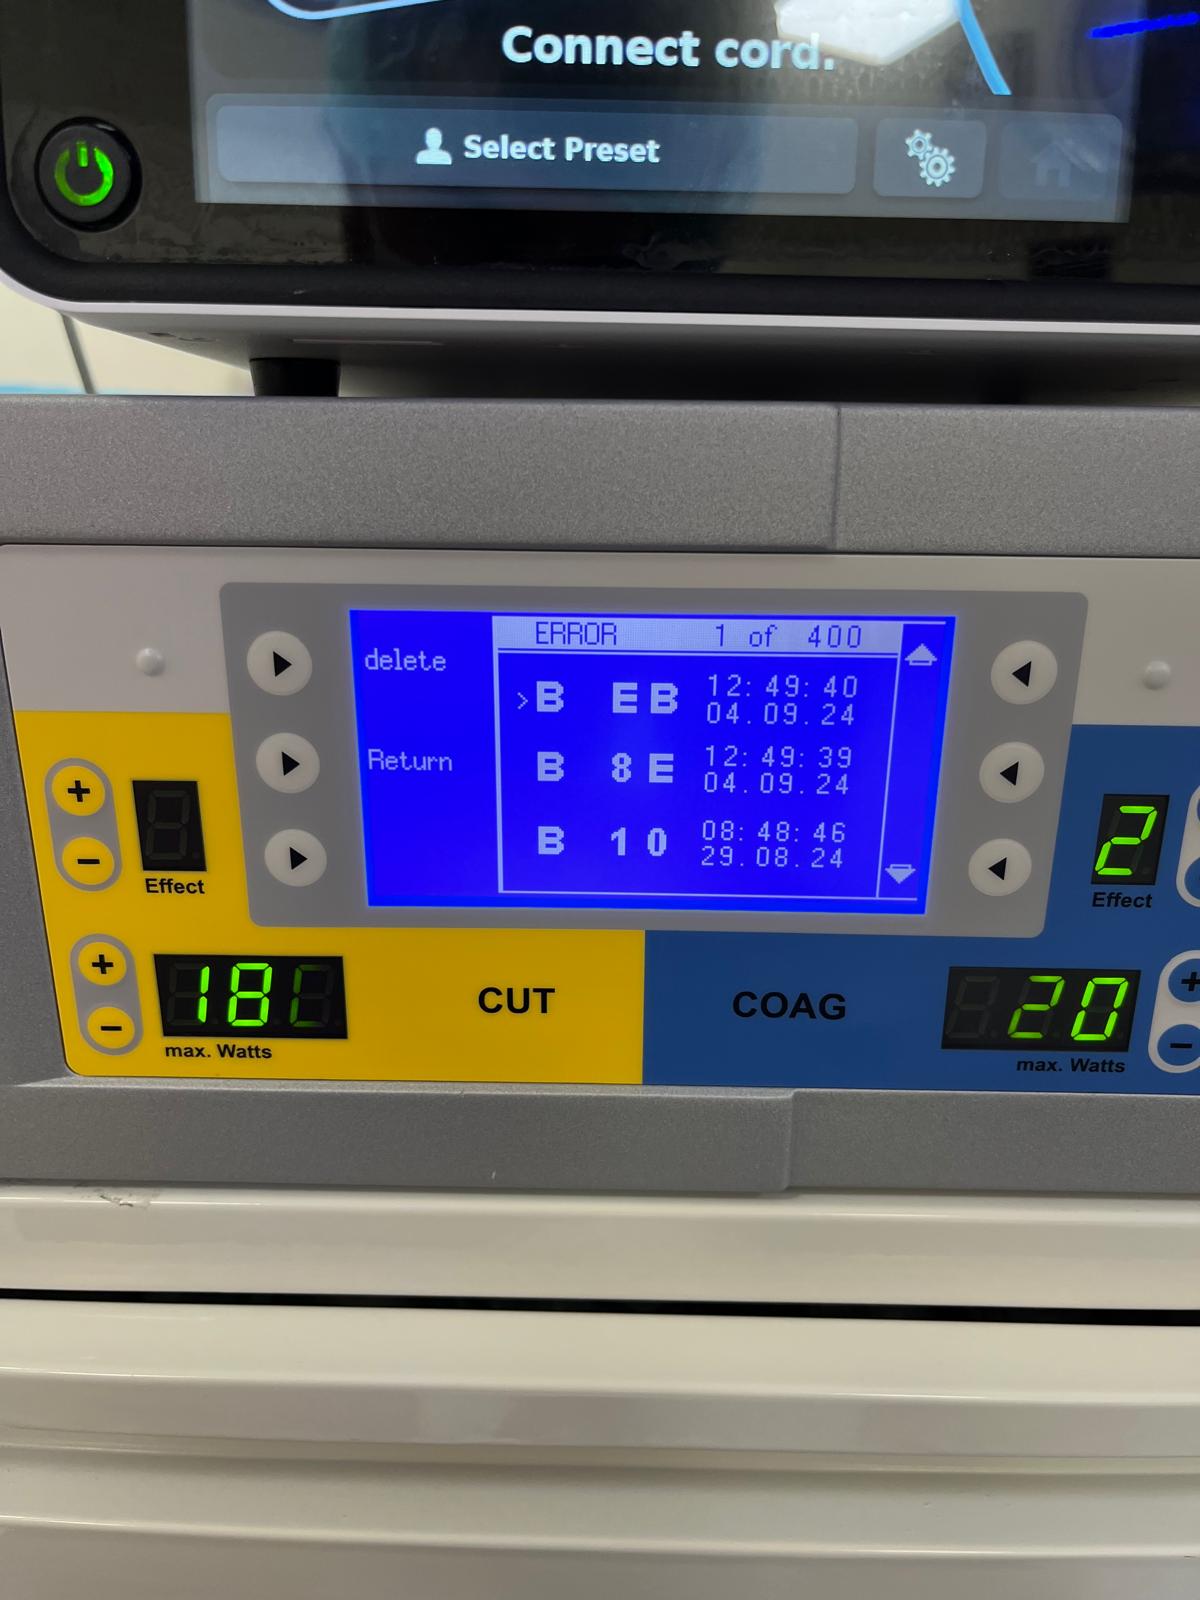 Connect cord.
Select Preset
ERROR 1 of 400
delete
>B EB 12:49:40
04.09.24
Return
B 8E 12:49:39
04.09.24
B 10 08:48:46
29.08.24
+
−
Effect
2
Effect
+
−
18
max. Watts
CUT
COAG
20
max. Watts
+
−